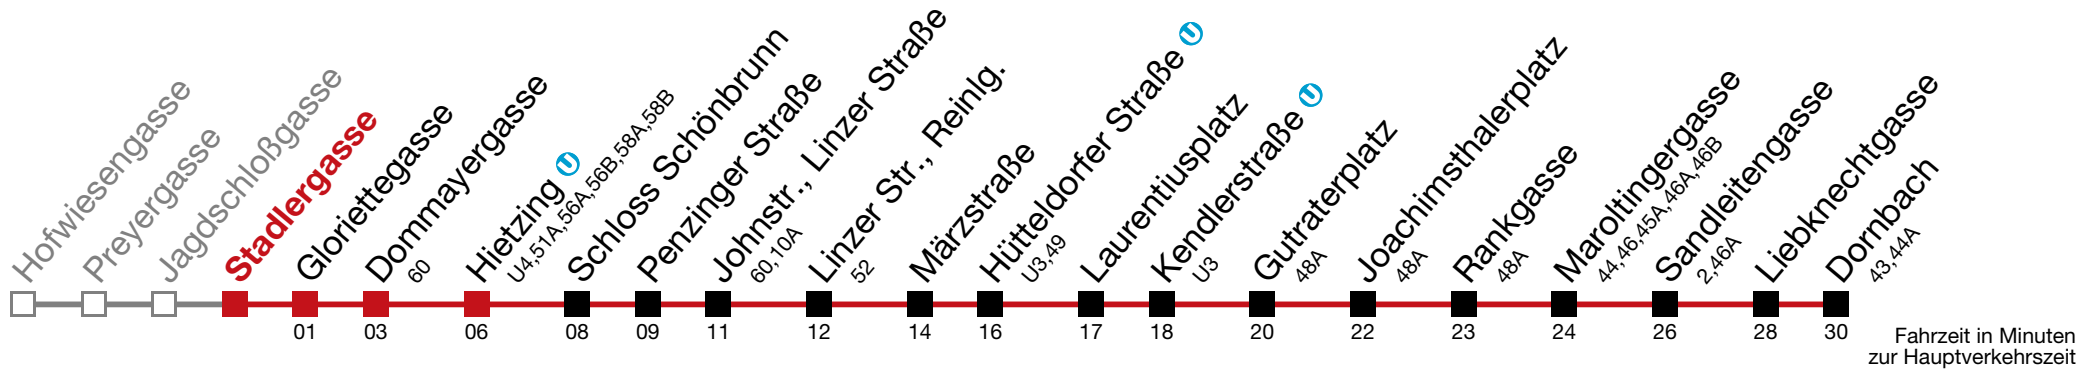 Hofwiesengasse
Preyergasse
Jagdschloßgasse
Stadlergasse
Gloriettegasse
Dommayergasse
60
Hietzing U
U4,51A,56A,56B,58A,58B
Schloss Schönbrunn
Penzinger Straße
Johnstr., Linzer Straße
60,10A
Linzer Str., Reinlg.
52
Märzstraße
Hütteldorfer Straße U
U3,49
Laurentiusplatz
Kendlerstraße U
U3
Gutraterplatz
48A
Joachimsthalerplatz
48A
Rankgasse
48A
Maroltingergasse
44,46,45A,46A,46B
Sandleitengasse
2,46A
Liebknechtgasse
Dornbach
43,44A
01 03 06 08 09 11 12 14 16 17 18 20 22 23 24 26 28 30
Fahrzeit in Minuten
zur Hauptverkehrszeit